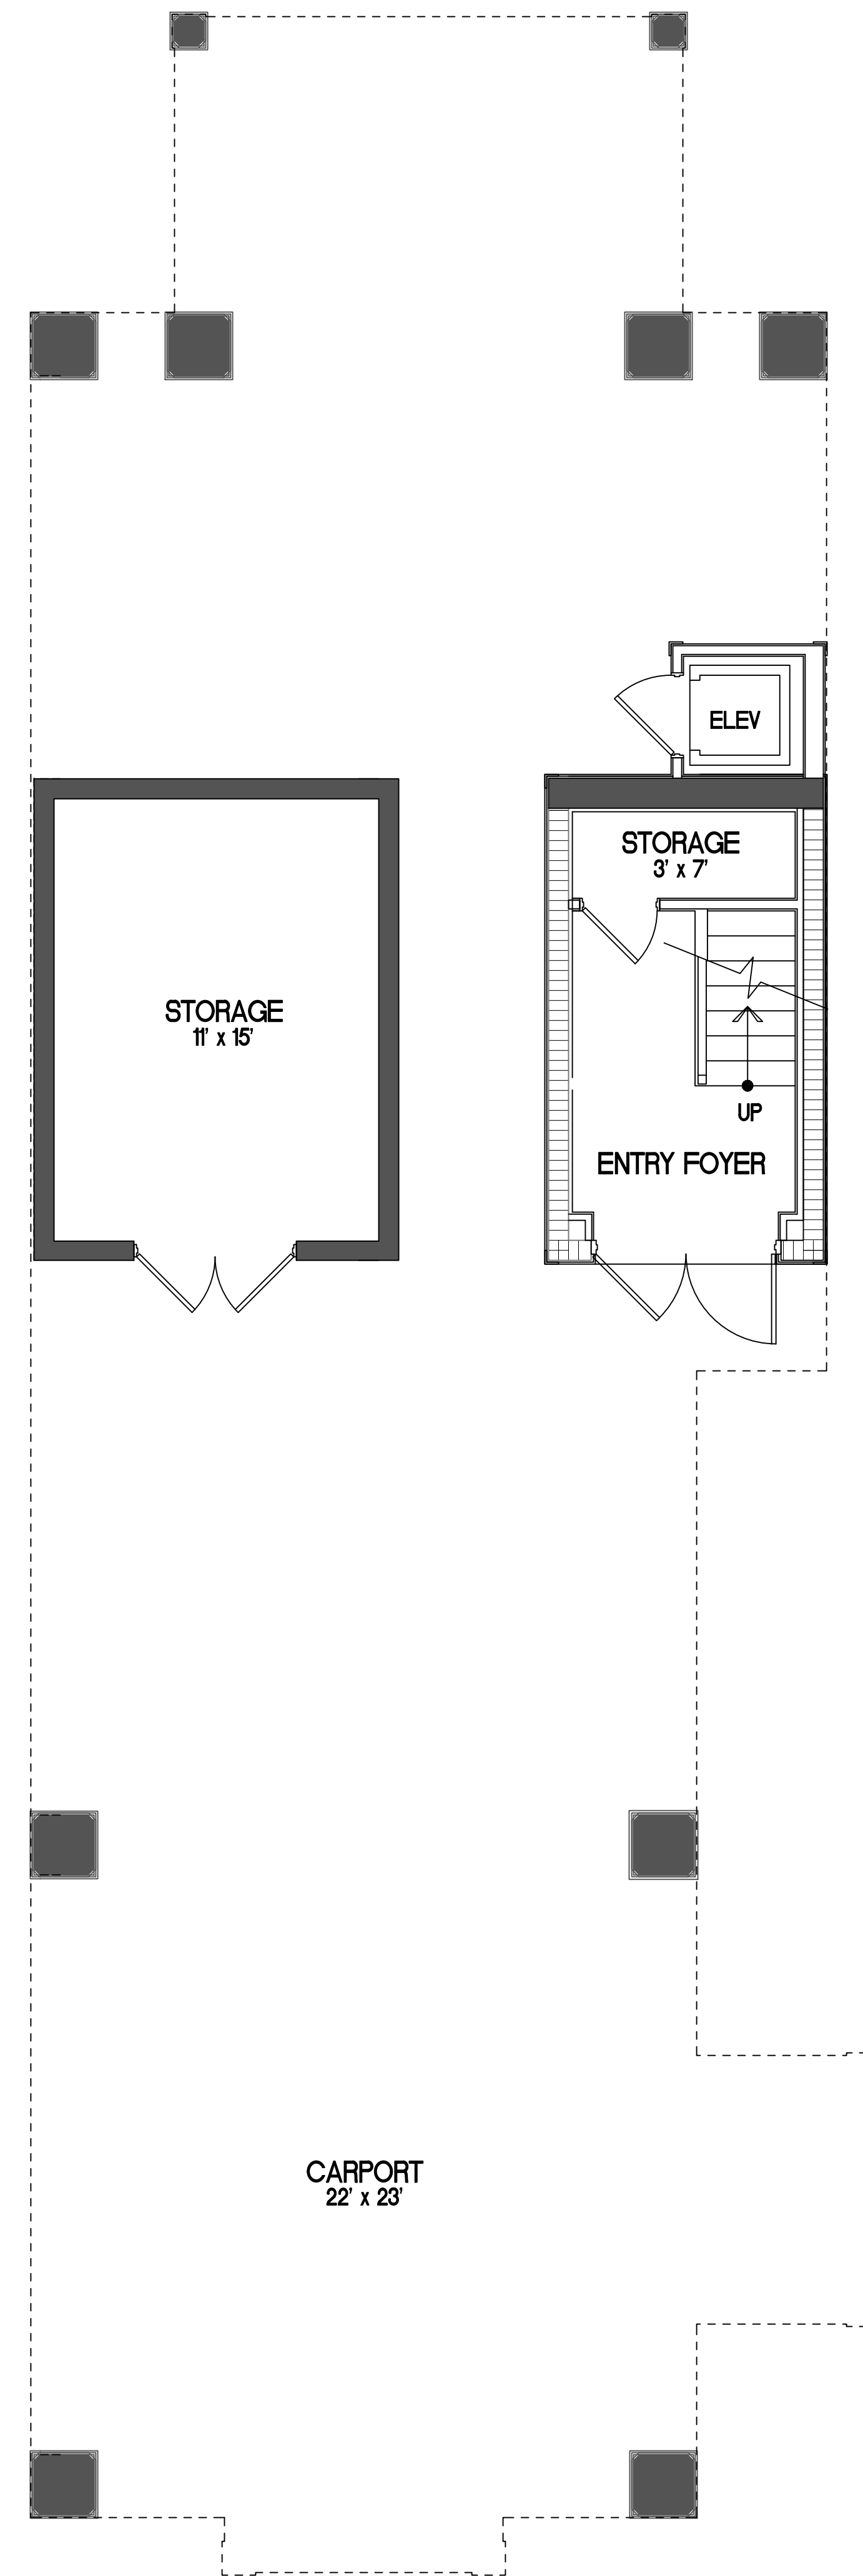 ELEV
STORAGE
3' x 7'
STORAGE
11' x 15'
UP
ENTRY FOYER
CARPORT
22' x 23'